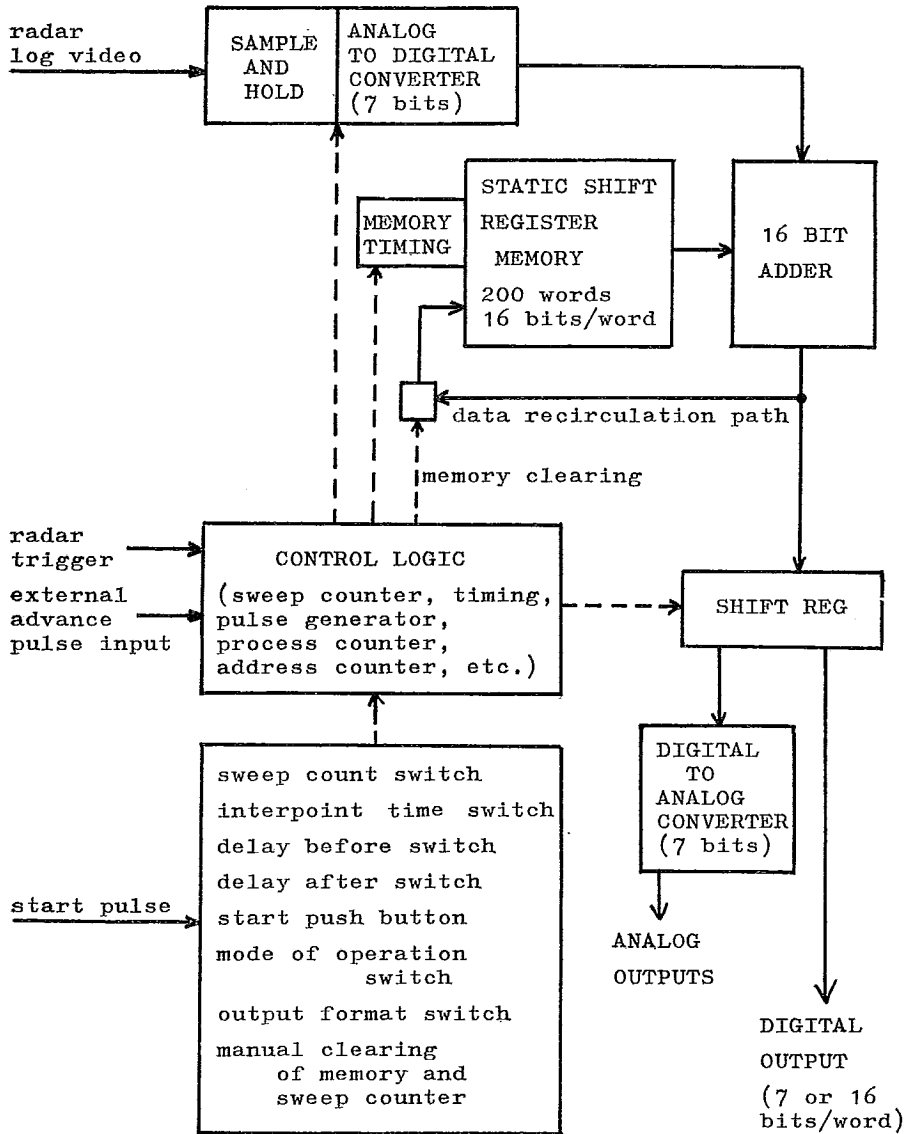 radar
log video
SAMPLE
AND
HOLD
ANALOG
TO DIGITAL
CONVERTER
(7 bits)
MEMORY
TIMING
STATIC SHIFT
REGISTER
MEMORY
200 words
16 bits/word
16 BIT
ADDER
data recirculation path
memory clearing
radar
trigger
external
advance
pulse input
CONTROL LOGIC
(sweep counter, timing,
pulse generator,
process counter,
address counter, etc.)
SHIFT REG
start pulse
sweep count switch
interpoint time switch
delay before switch
delay after switch
start push button
mode of operation
switch
output format switch
manual clearing
of memory and
sweep counter
DIGITAL
TO
ANALOG
CONVERTER
(7 bits)
ANALOG
OUTPUTS
DIGITAL
OUTPUT
(7 or 16
bits/word)